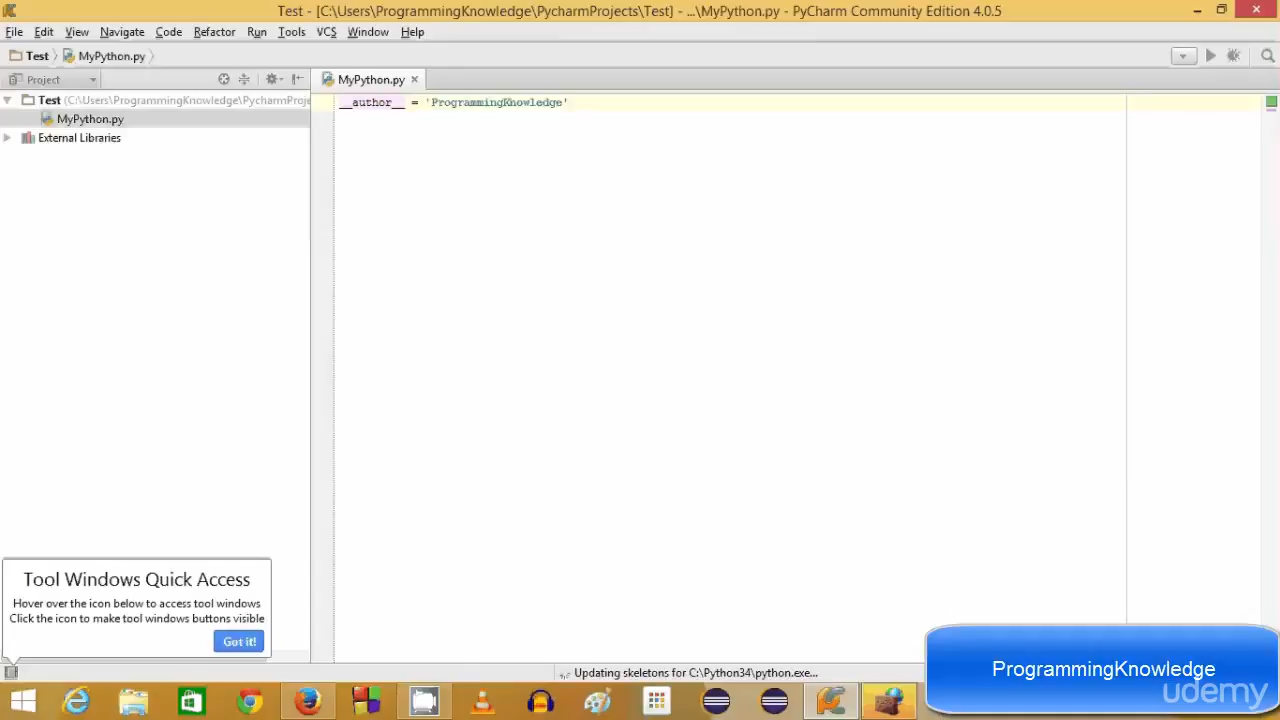 Test - [C:\Users\ProgrammingKnowledge\PycharmProjects\Test] - ...\MyPython.py - PyCharm Community Edition 4.0.5
File Edit View Navigate Code Refactor Run Tools VCS Window Help
Test MyPython.py
Project MyPython.py
Test (C:\Users\ProgrammingKnowledge\PycharmProje
__author__ = 'ProgrammingKnowledge'
MyPython.py
External Libraries
Tool Windows Quick Access
Hover over the icon below to access tool windows
Click the icon to make tool windows buttons visible
Got it!
Updating skeletons for C:\Python34\python.exe...
ProgrammingKnowledge
udemy